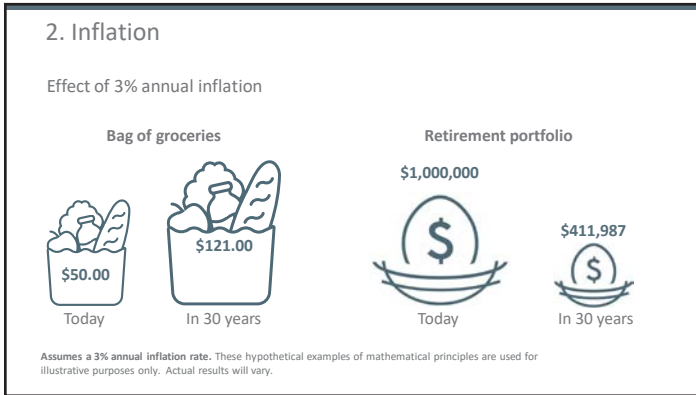 2. Inflation
Effect of 3% annual inflation
Bag of groceries
$50.00
Today
$121.00
In 30 years
Retirement portfolio
$1,000,000
$
Today
$411,987
$
In 30 years
Assumes a 3% annual inflation rate. These hypothetical examples of mathematical principles are used for
illustrative purposes only. Actual results will vary.